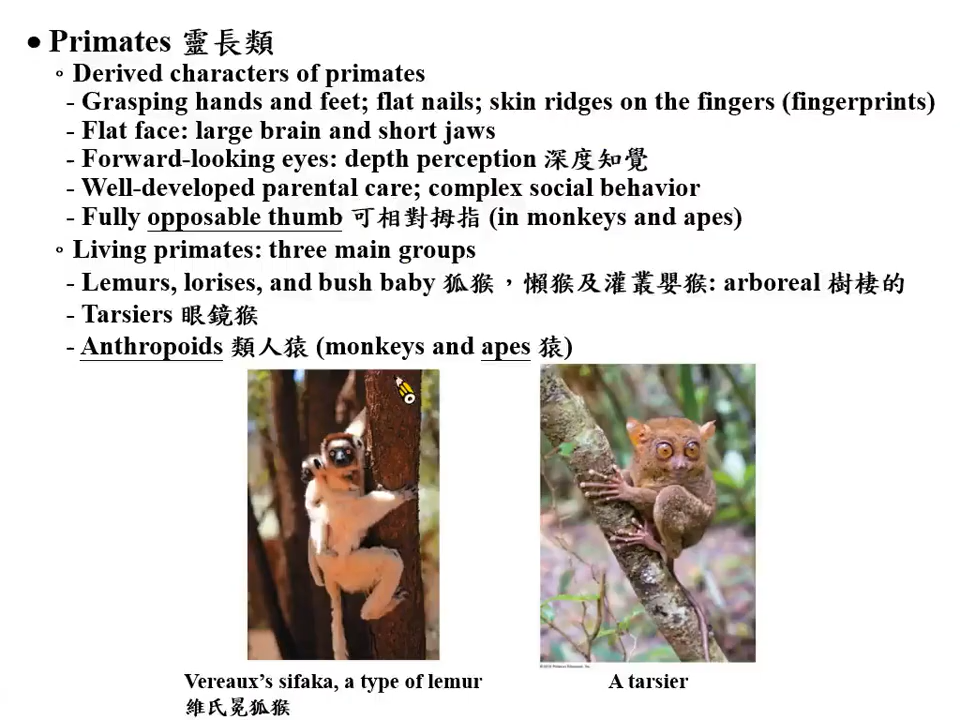 • Primates 靈長類
∘ Derived characters of primates
- Grasping hands and feet; flat nails; skin ridges on the fingers (fingerprints)
- Flat face: large brain and short jaws
- Forward-looking eyes: depth perception 深度知覺
- Well-developed parental care; complex social behavior
- Fully opposable thumb 可相對拇指 (in monkeys and apes)
∘ Living primates: three main groups
- Lemurs, lorises, and bush baby 狐猴，懶猴及灌叢嬰猴: arboreal 樹棲的
- Tarsiers 眼鏡猴
- Anthropoids 類人猿 (monkeys and apes 猿)
Vereaux's sifaka, a type of lemur
維氏冕狐猴
A tarsier